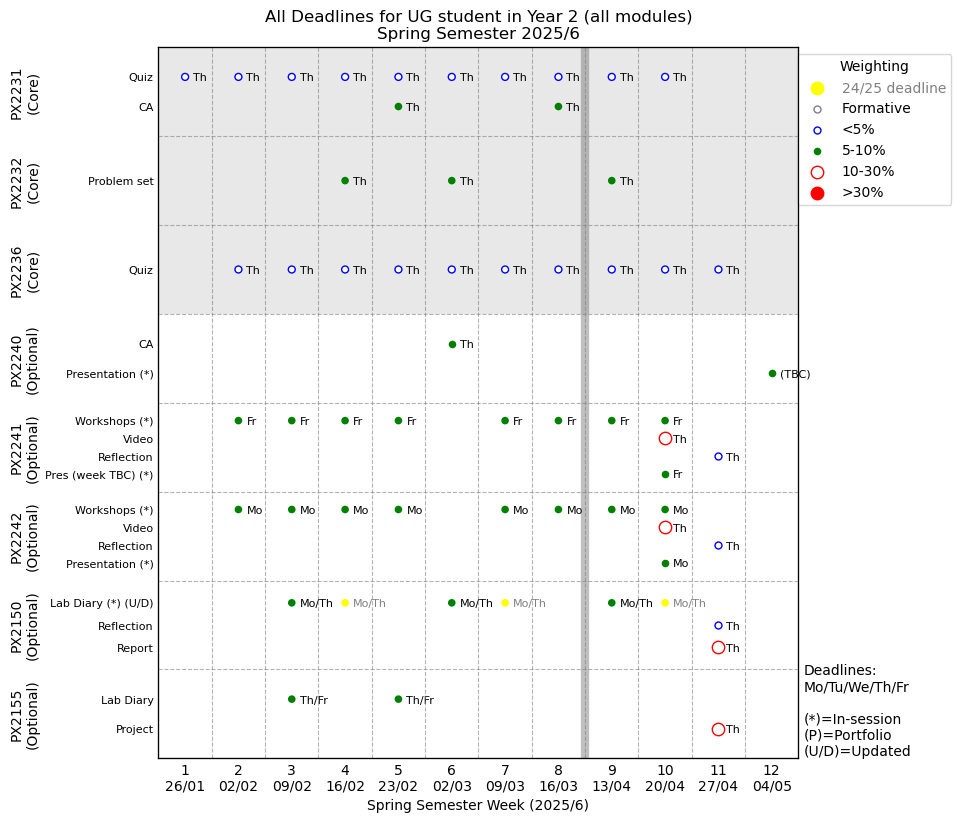 All Deadlines for UG student in Year 2 (all modules)
Spring Semester 2025/6
PX2231
(Core)
Quiz Th Th Th Th Th Th Th Th Th Th
CA Th Th
PX2232
(Core)
Problem set Th Th Th
PX2236
(Core)
Quiz Th Th Th Th Th Th Th Th Th Th
PX2240
(Optional)
CA Th
Presentation (*) (TBC)
PX2241
(Optional)
Workshops (*) Fr Fr Fr Fr Fr Fr Fr Fr
Video Th
Reflection Th
Pres (week TBC) (*) Fr
PX2242
(Optional)
Workshops (*) Mo Mo Mo Mo Mo Mo Mo Mo
Video Th
Reflection Th
Presentation (*) Mo
PX2150
(Optional)
Lab Diary (*) (U/D) Mo/Th Mo/Th Mo/Th Mo/Th Mo/Th Mo/Th
Reflection Th
Report Th
PX2155
(Optional)
Lab Diary Th/Fr Th/Fr
Project Th
1 2 3 4 5 6 7 8 9 10 11 12
26/01 02/02 09/02 16/02 23/02 02/03 09/03 16/03 13/04 20/04 27/04 04/05
Spring Semester Week (2025/6)
Weighting
24/25 deadline
Formative
<5%
5-10%
10-30%
>30%
Deadlines:
Mo/Tu/We/Th/Fr
(*)=In-session
(P)=Portfolio
(U/D)=Updated